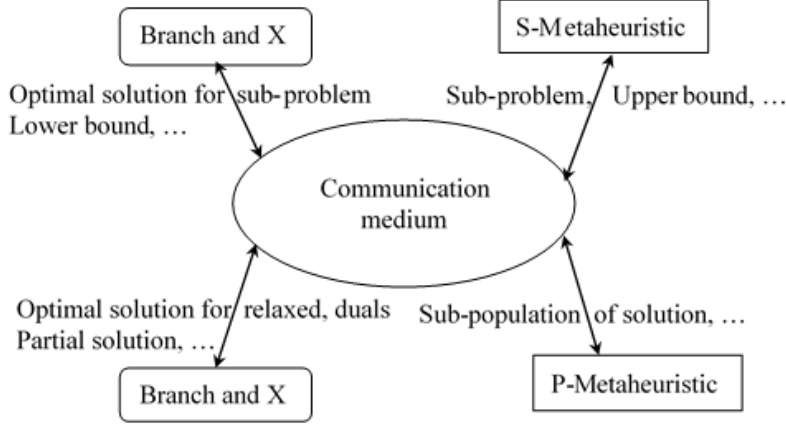 Branch and X
S-Metaheuristic
Optimal solution for sub-problem
Lower bound, …
Sub-problem, Upper bound, …
Communication
medium
Optimal solution for relaxed, duals
Partial solution, …
Sub-population of solution, …
Branch and X
P-Metaheuristic